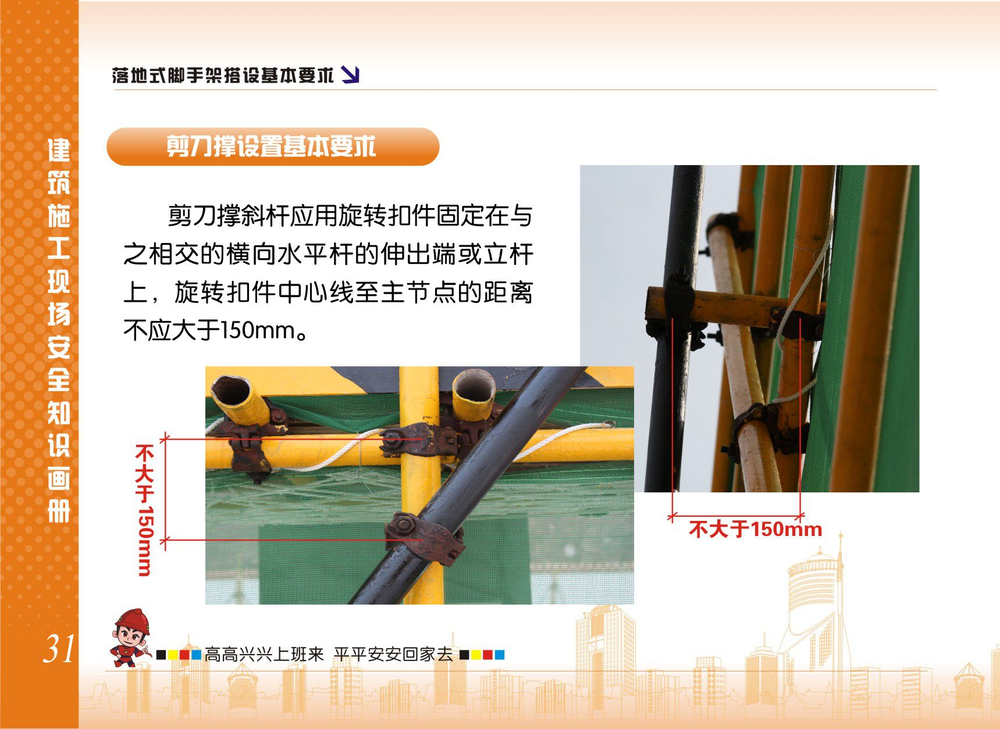 落地式脚手架搭设基本要求
剪刀撑设置基本要求
剪刀撑斜杆应用旋转扣件固定在与
之相交的横向水平杆的伸出端或立杆
上，旋转扣件中心线至主节点的距离
不应大于150mm。
不大于150mm
不大于150mm
建筑施工现场安全知识画册
31
高高兴兴上班来 平平安安回家去